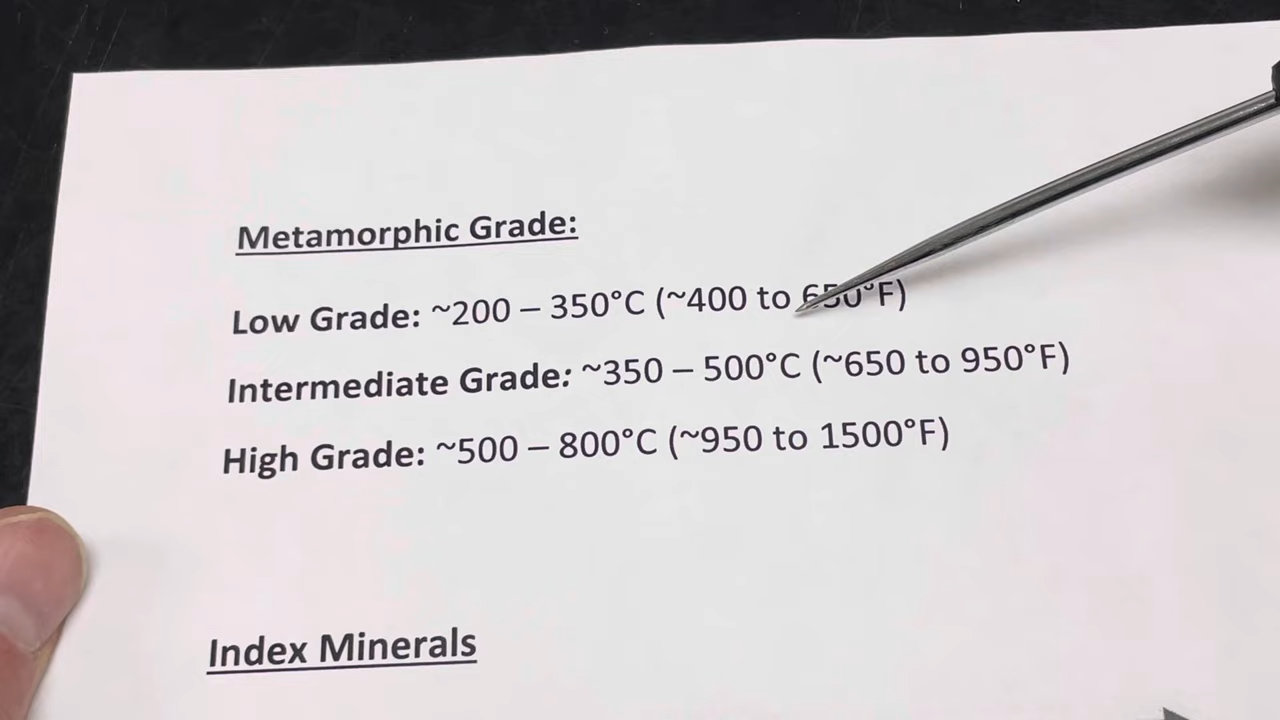 Metamorphic Grade:
Low Grade: ~200 – 350°C (~400 to 650°F)
Intermediate Grade: ~350 – 500°C (~650 to 950°F)
High Grade: ~500 – 800°C (~950 to 1500°F)
Index Minerals